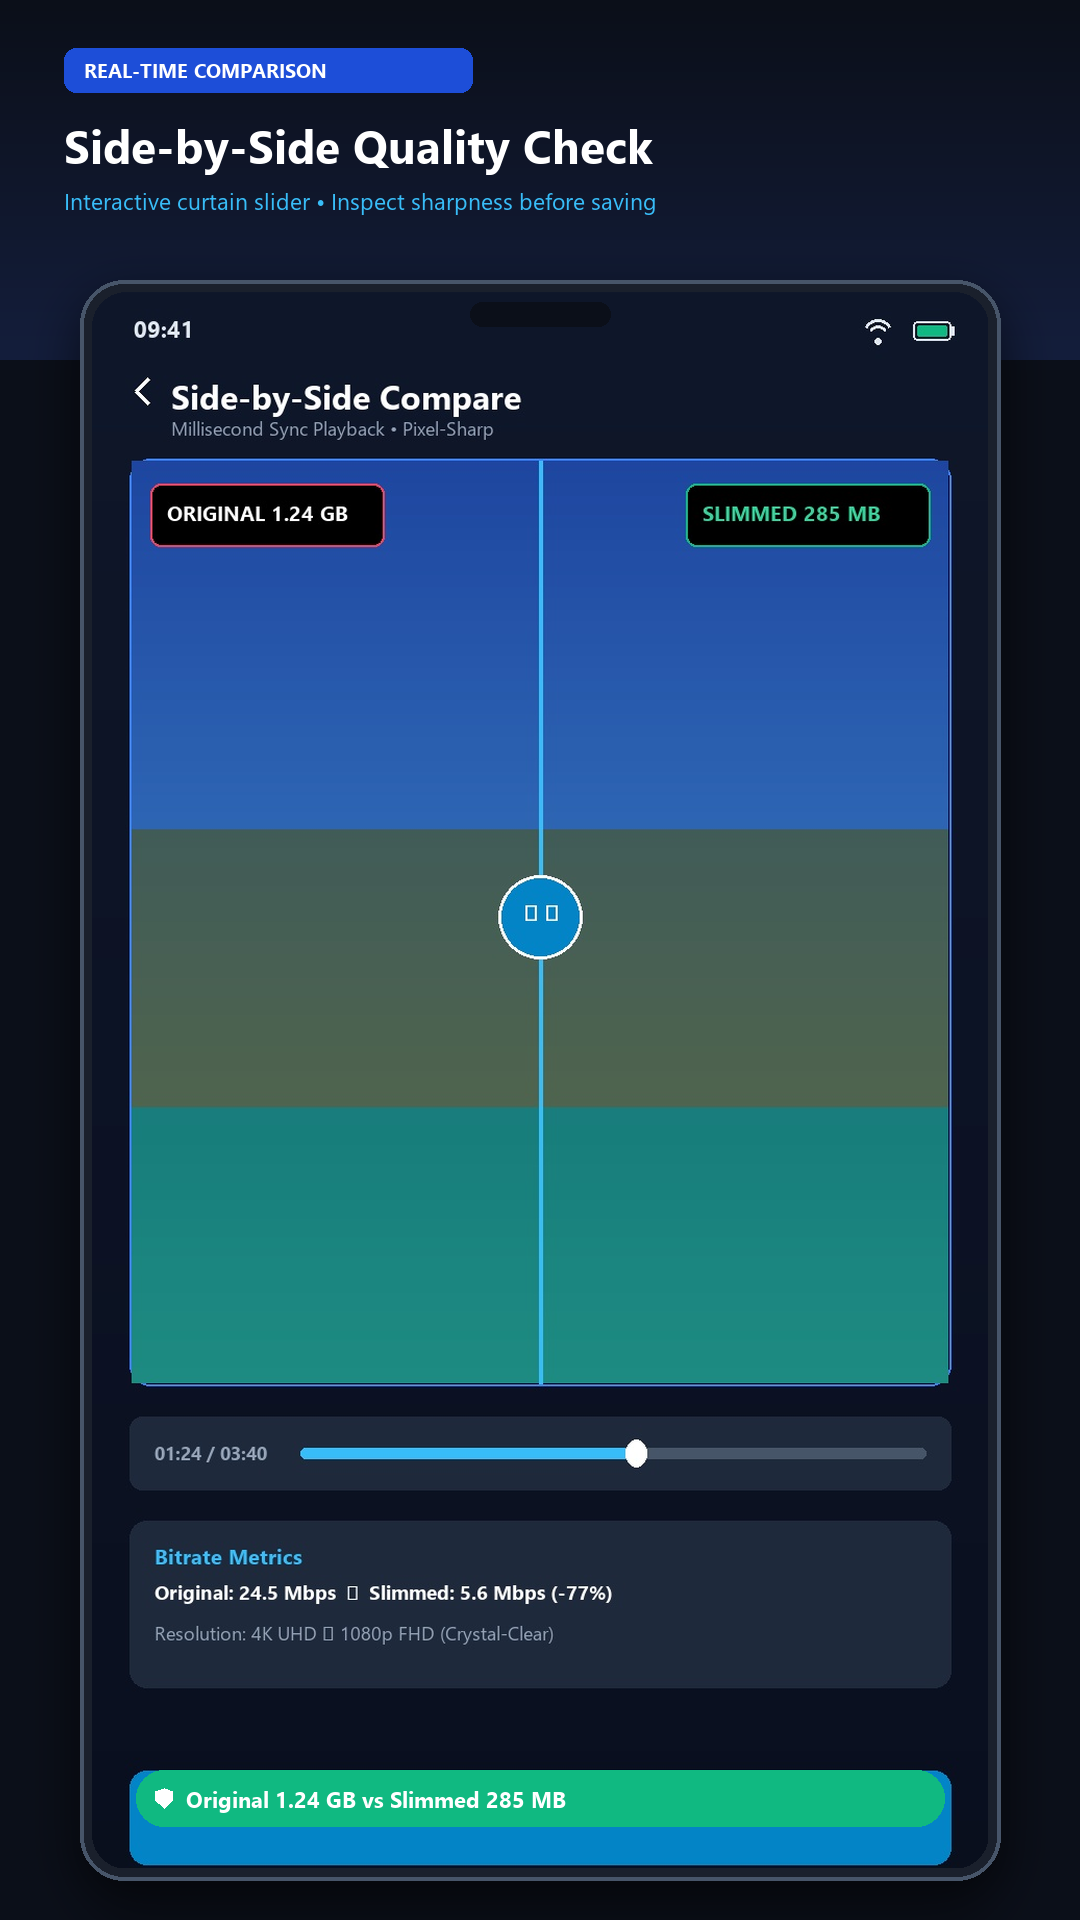 REAL-TIME COMPARISON
Side-by-Side Quality Check
Interactive curtain slider • Inspect sharpness before saving
09:41
Side-by-Side Compare
Millisecond Sync Playback • Pixel-Sharp
ORIGINAL 1.24 GB
SLIMMED 285 MB
01:24 / 03:40
Bitrate Metrics
Original: 24.5 Mbps ▯ Slimmed: 5.6 Mbps (-77%)
Resolution: 4K UHD ▯ 1080p FHD (Crystal-Clear)
Original 1.24 GB vs Slimmed 285 MB